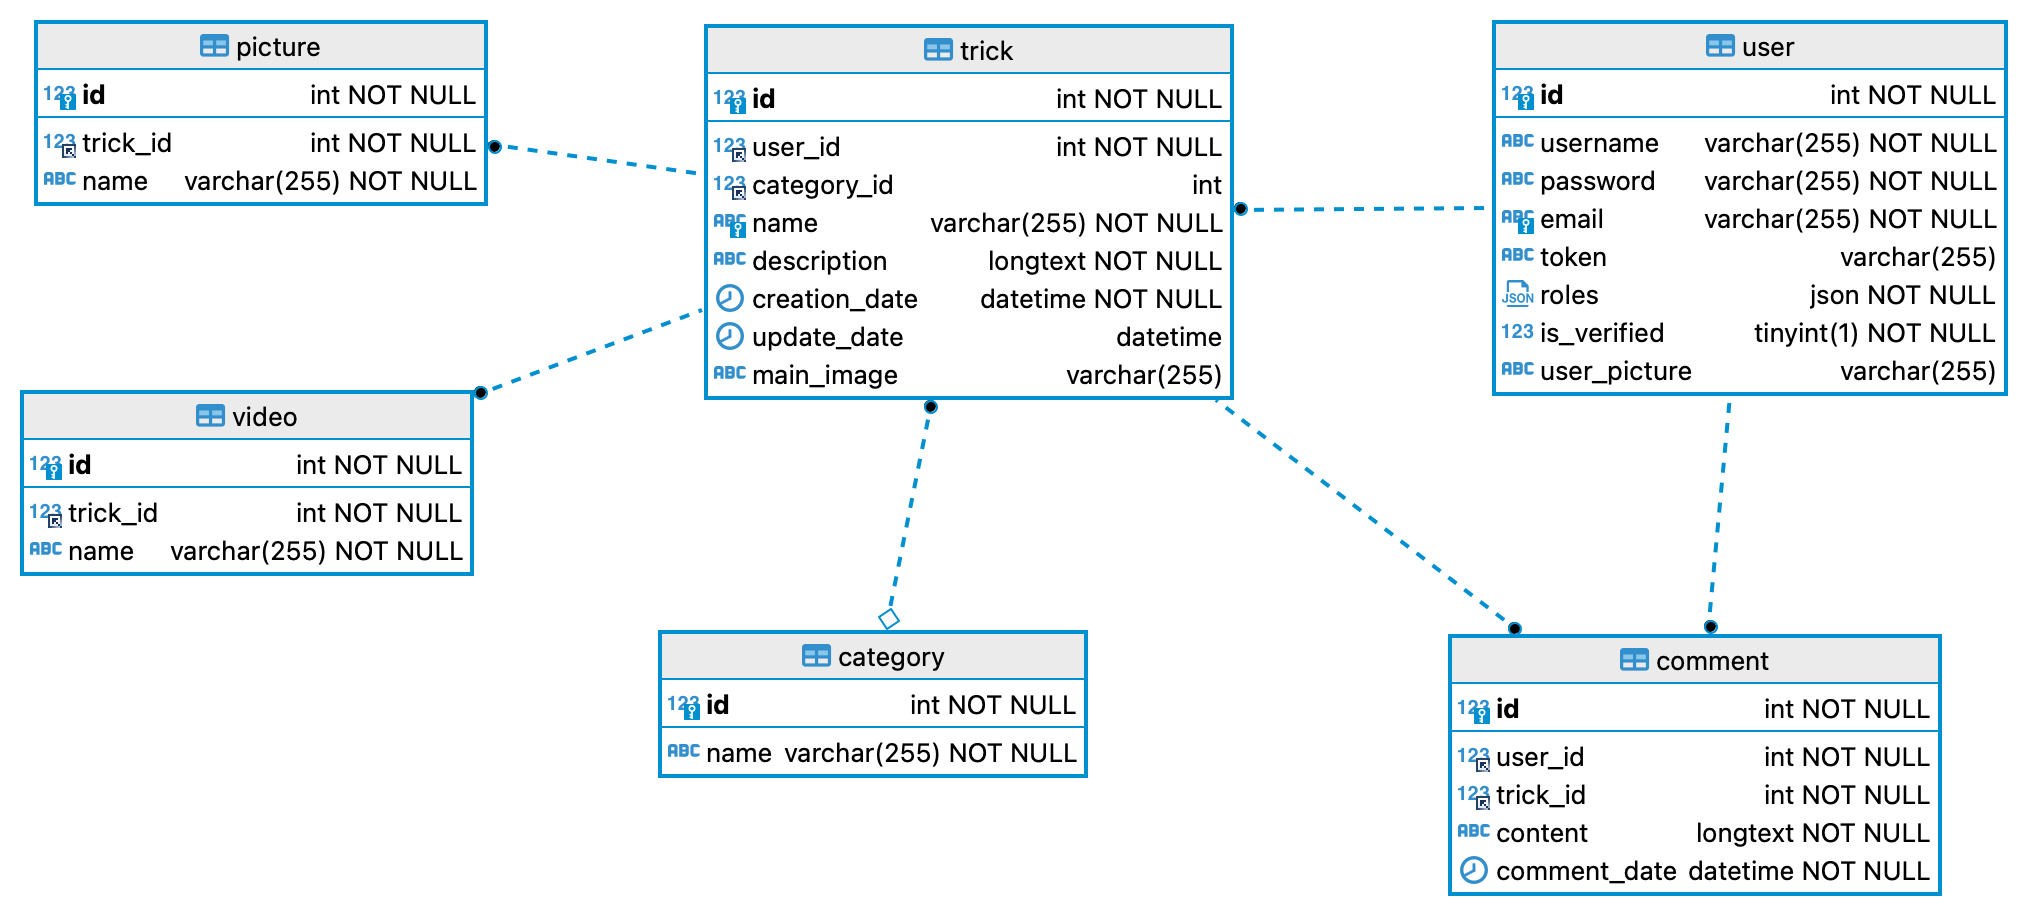 picture
123 id int NOT NULL
123 trick_id int NOT NULL
ABC name varchar(255) NOT NULL
trick
123 id int NOT NULL
123 user_id int NOT NULL
123 category_id int
ABC name varchar(255) NOT NULL
ABC description longtext NOT NULL
creation_date datetime NOT NULL
update_date datetime
ABC main_image varchar(255)
user
123 id int NOT NULL
ABC username varchar(255) NOT NULL
ABC password varchar(255) NOT NULL
ABC email varchar(255) NOT NULL
ABC token varchar(255)
JSON roles json NOT NULL
123 is_verified tinyint(1) NOT NULL
ABC user_picture varchar(255)
video
123 id int NOT NULL
123 trick_id int NOT NULL
ABC name varchar(255) NOT NULL
category
123 id int NOT NULL
ABC name varchar(255) NOT NULL
comment
123 id int NOT NULL
123 user_id int NOT NULL
123 trick_id int NOT NULL
ABC content longtext NOT NULL
comment_date datetime NOT NULL